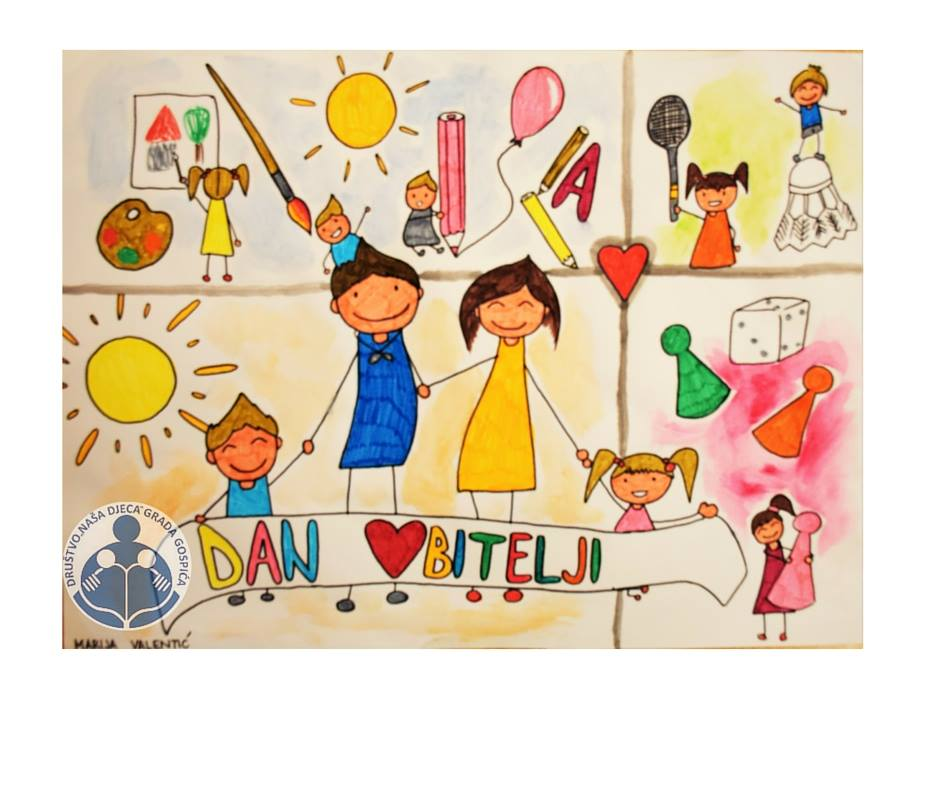 A
DAN ❤BITELJI
DRUŠTVO„NAŠA DJECA"GRADA GOSPIĆA
MARIJA VALENTIĆ